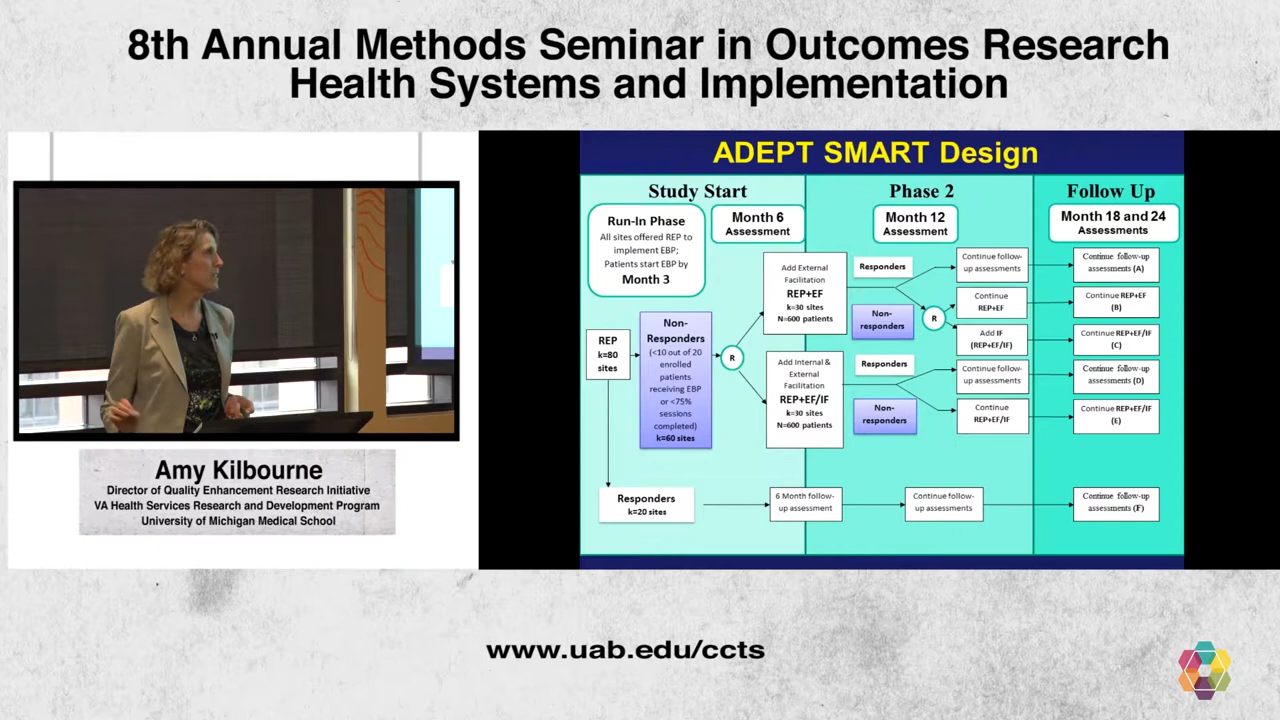 8th Annual Methods Seminar in Outcomes Research
Health Systems and Implementation
Amy Kilbourne
Director of Quality Enhancement Research Initiative
VA Health Services Research and Development Program
University of Michigan Medical School
ADEPT SMART Design
Study Start
Phase 2
Follow Up
Run-In Phase
All sites offered REP to
implement EBP;
Patients start EBP by
Month 3
Month 6
Assessment
Month 12
Assessment
Month 18 and 24
Assessments
REP
k=80
sites
Non-
Responders
(<10 out of 20
enrolled
patients
receiving EBP
or <75%
sessions
completed)
k=60 sites
R
Add External
Facilitation
REP+EF
k=30 sites
N=600 patients
Add Internal &
External
Facilitation
REP+EF/IF
k=30 sites
N=600 patients
Responders
Non-
responders
R
Responders
Non-
responders
Continue follow-
up assessments
Continue
REP+EF
Add IF
(REP+EF/IF)
Continue follow-
up assessments
Continue
REP+EF/IF
Continue follow-up
assessments (A)
Continue REP+EF
(B)
Continue REP+EF/IF
(C)
Continue follow-up
assessments (D)
Continue REP+EF/IF
(E)
Responders
k=20 sites
6 Month follow-
up assessment
Continue follow-
up assessments
Continue follow-up
assessments (F)
www.uab.edu/ccts